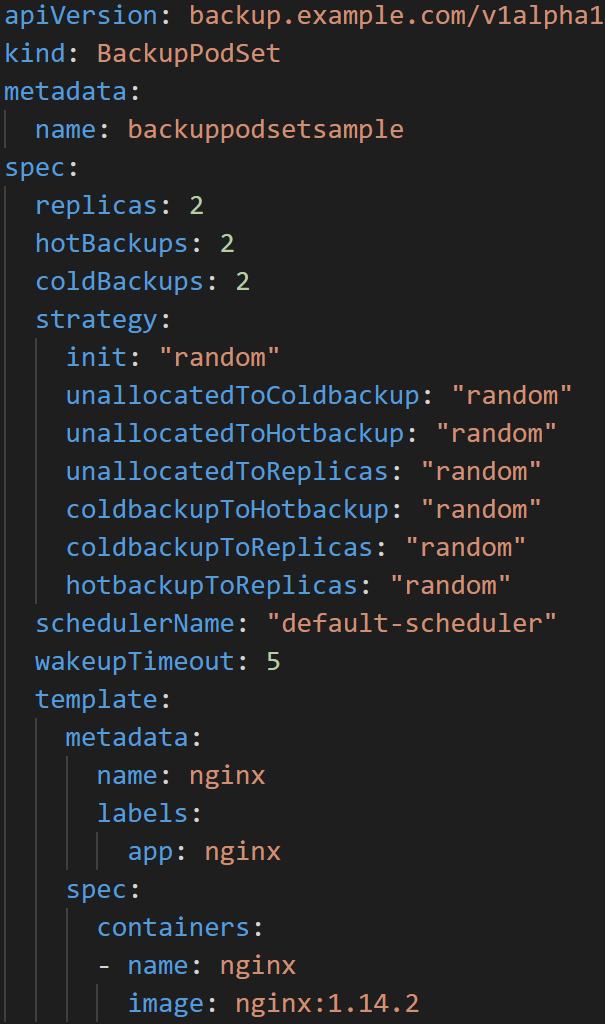 apiVersion: backup.example.com/v1alpha1
kind: BackupPodSet
metadata:
  name: backuppodsetsample
spec:
  replicas: 2
  hotBackups: 2
  coldBackups: 2
  strategy:
    init: "random"
    unallocatedToColdbackup: "random"
    unallocatedToHotbackup: "random"
    unallocatedToReplicas: "random"
    coldbackupToHotbackup: "random"
    coldbackupToReplicas: "random"
    hotbackupToReplicas: "random"
  schedulerName: "default-scheduler"
  wakeupTimeout: 5
  template:
    metadata:
      name: nginx
      labels:
        app: nginx
    spec:
      containers:
      - name: nginx
        image: nginx:1.14.2